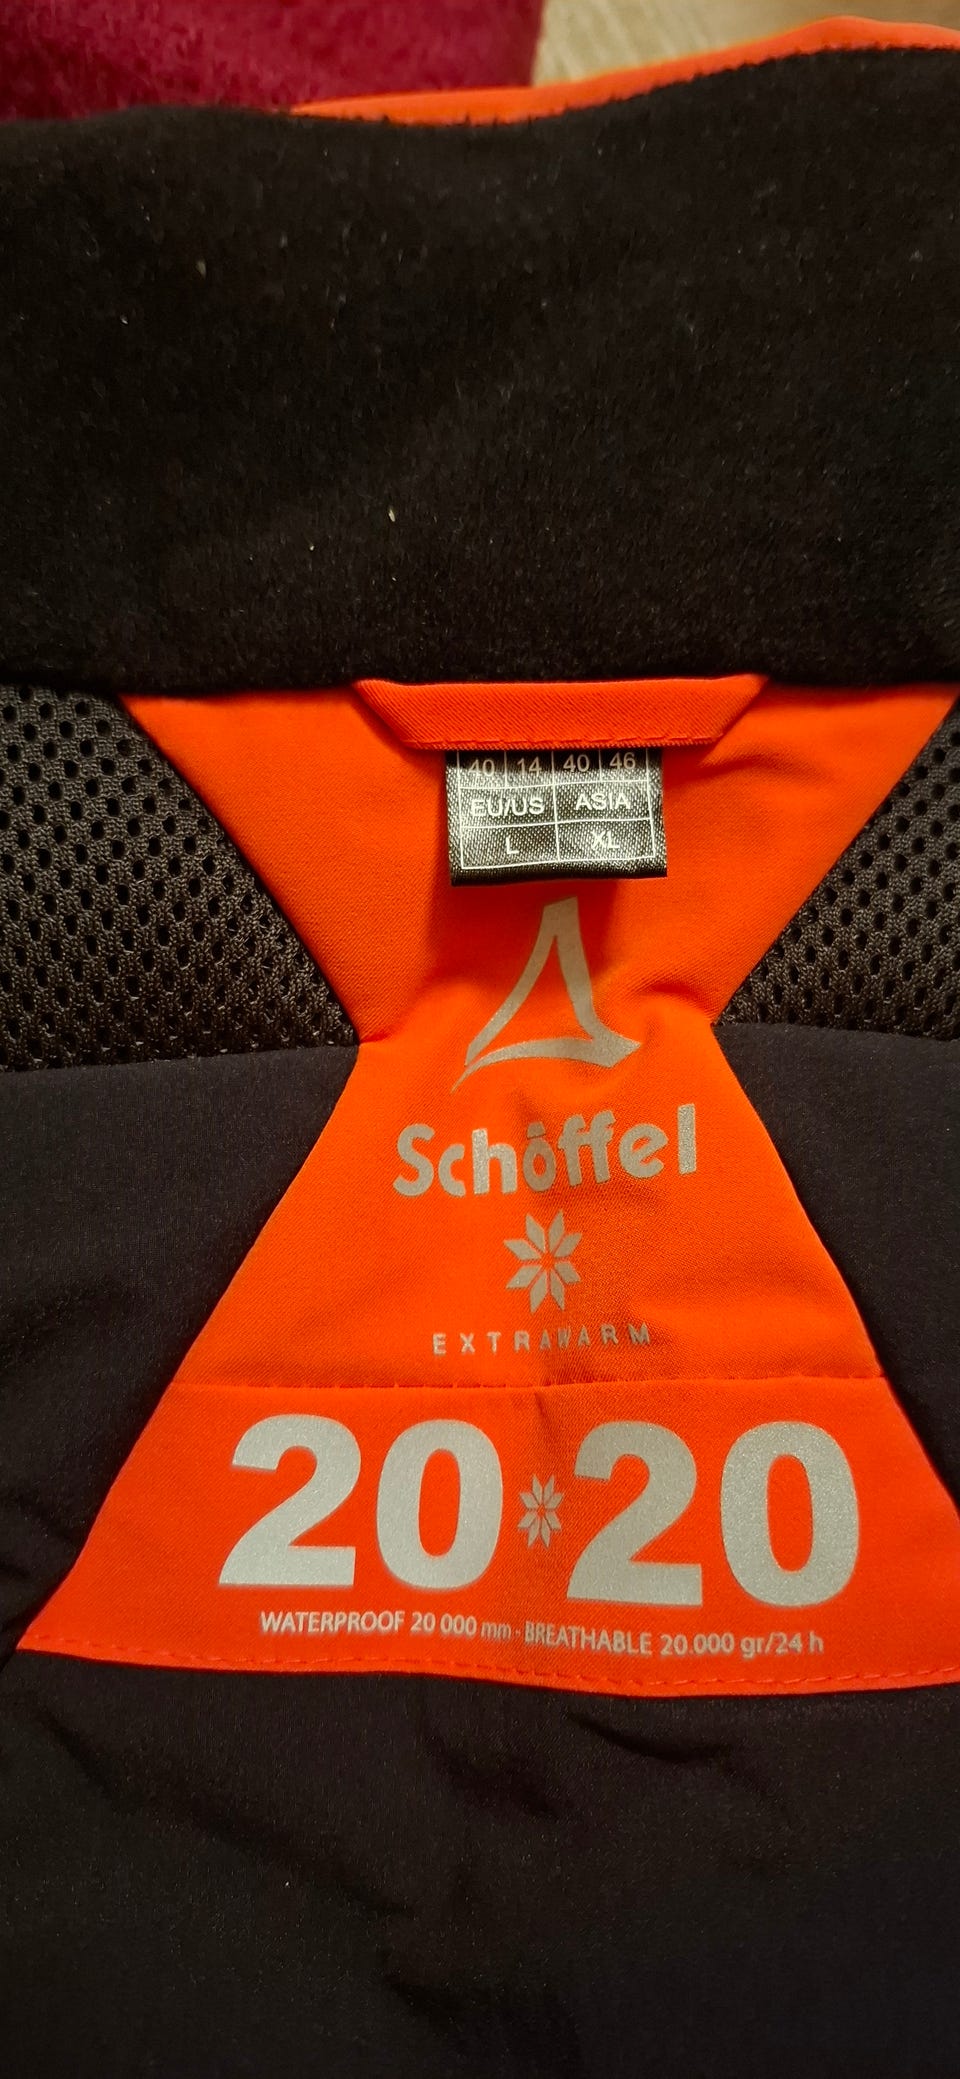 40 14 40 46
EU/US ASIA
L XL
Schöffel
EXTRAWARM
20 20
WATERPROOF 20 000 mm - BREATHABLE 20.000 gr/24 h